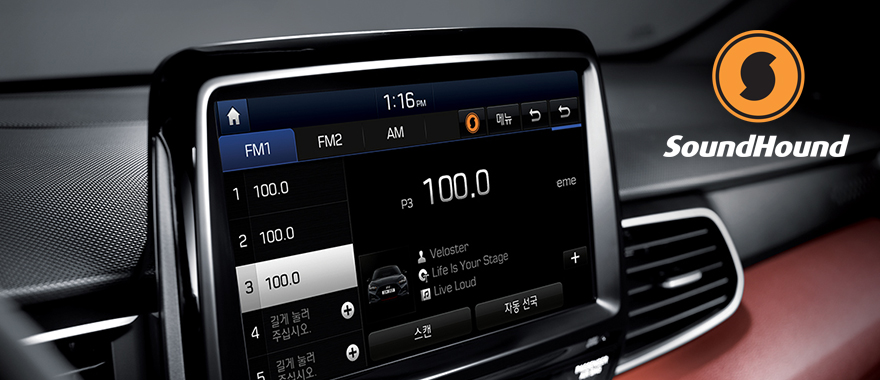 1:16 PM
메뉴
FM1 FM2 AM
1 100.0
2 100.0
3 100.0
4 길게 눌러
주십시오.
5 길게 눌러
주십시오.
P3 100.0
eme
Veloster
Life Is Your Stage
Live Loud
+
스캔
자동 선국
SoundHound